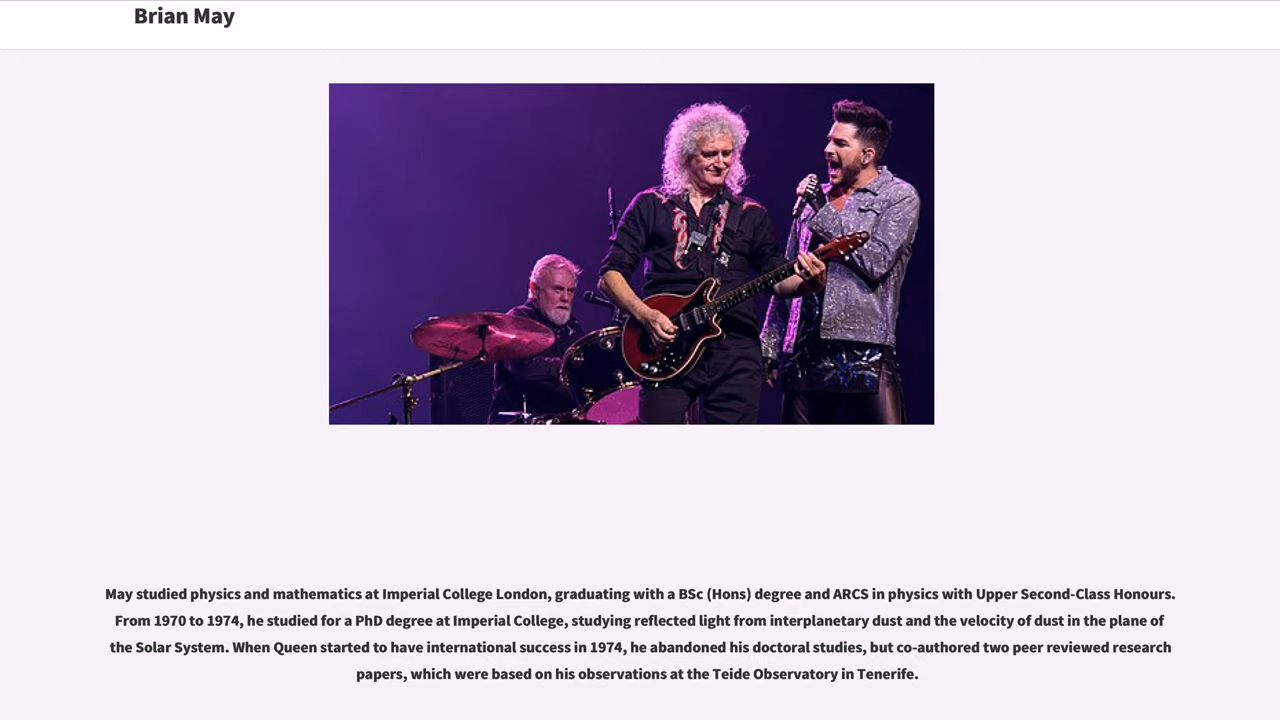 Brian May
May studied physics and mathematics at Imperial College London, graduating with a BSc (Hons) degree and ARCS in physics with Upper Second-Class Honours.
From 1970 to 1974, he studied for a PhD degree at Imperial College, studying reflected light from interplanetary dust and the velocity of dust in the plane of
the Solar System. When Queen started to have international success in 1974, he abandoned his doctoral studies, but co-authored two peer reviewed research
papers, which were based on his observations at the Teide Observatory in Tenerife.